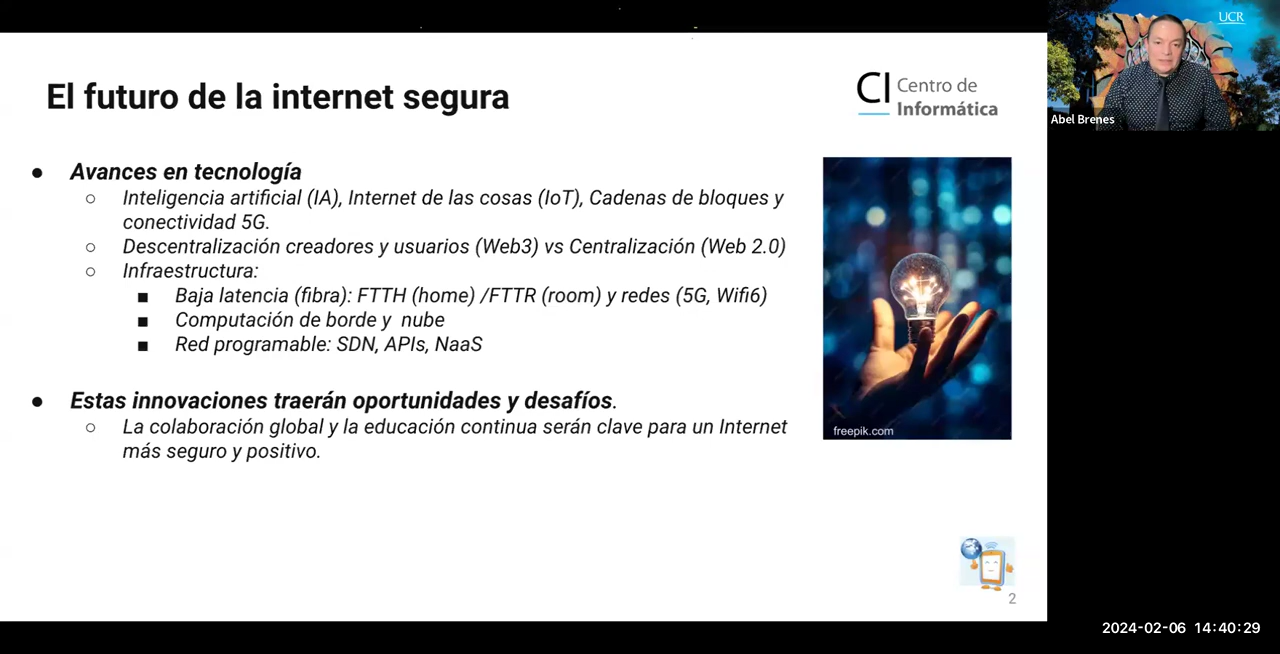 El futuro de la internet segura
CI Centro de
Informática
● Avances en tecnología
○ Inteligencia artificial (IA), Internet de las cosas (IoT), Cadenas de bloques y
conectividad 5G.
○ Descentralización creadores y usuarios (Web3) vs Centralización (Web 2.0)
○ Infraestructura:
■ Baja latencia (fibra): FTTH (home) /FTTR (room) y redes (5G, Wifi6)
■ Computación de borde y nube
■ Red programable: SDN, APIs, NaaS
● Estas innovaciones traerán oportunidades y desafíos.
○ La colaboración global y la educación continua serán clave para un Internet
más seguro y positivo.
freepik.com
2
UCR
Abel Brenes
2024-02-06 14:40:29